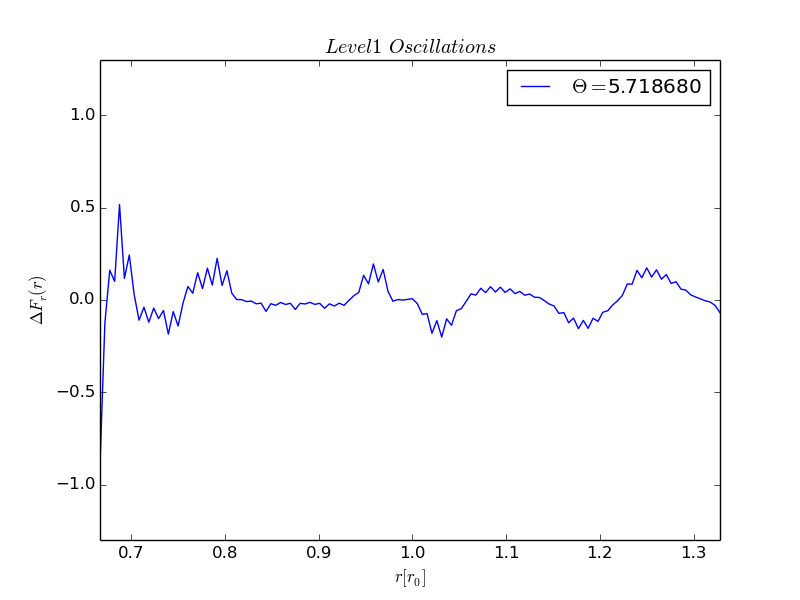 Level1 Oscillations
Θ =5.718680
1.0
0.5
0.0
−0.5
−1.0
ΔF_r(r)
0.7 0.8 0.9 1.0 1.1 1.2 1.3
r[r_0]